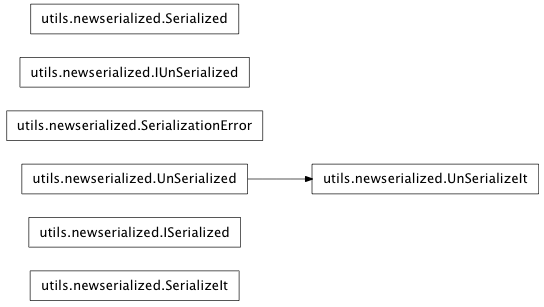 utils.newserialized.Serialized
utils.newserialized.IUnSerialized
utils.newserialized.SerializationError
utils.newserialized.UnSerialized
utils.newserialized.UnSerializeIt
utils.newserialized.ISerialized
utils.newserialized.SerializeIt